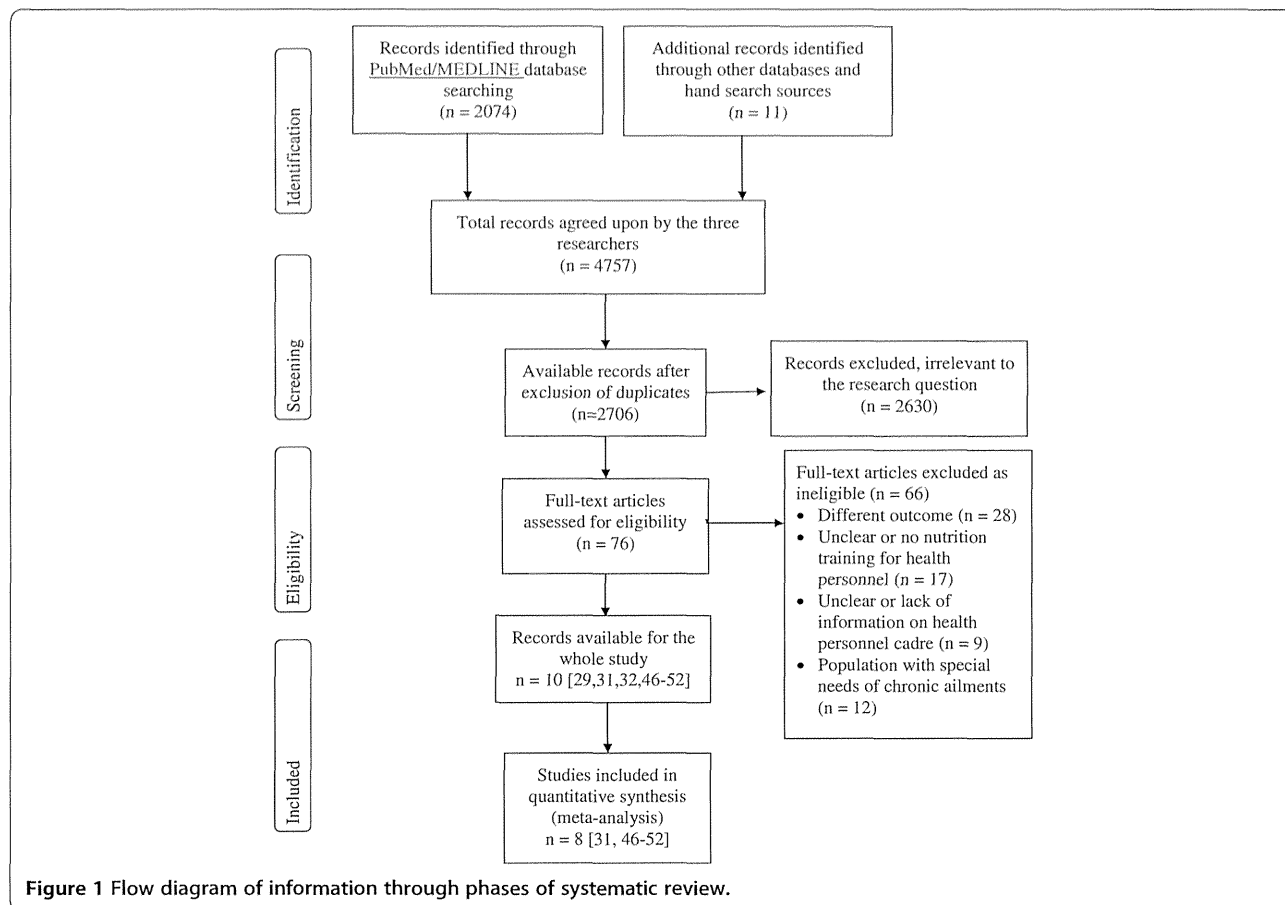 Records identified through
PubMed/MEDLINE database
searching
(n = 2074)
Additional records identified
through other databases and
hand search sources
(n = 11)
Identification
Total records agreed upon by the three
researchers
(n = 4757)
Screening
Available records after
exclusion of duplicates
(n=2706)
Records excluded, irrelevant to
the research question
(n = 2630)
Eligibility
Full-text articles
assessed for eligibility
(n = 76)
Full-text articles excluded as
ineligible (n = 66)
• Different outcome (n = 28)
• Unclear or no nutrition
training for health
personnel (n = 17)
• Unclear or lack of
information on health
personnel cadre (n = 9)
• Population with special
needs of chronic ailments
(n = 12)
Records available for the
whole study
n = 10 [29,31,32,46-52]
Included
Studies included in
quantitative synthesis
(meta-analysis)
n = 8 [31, 46-52]
Figure 1 Flow diagram of information through phases of systematic review.